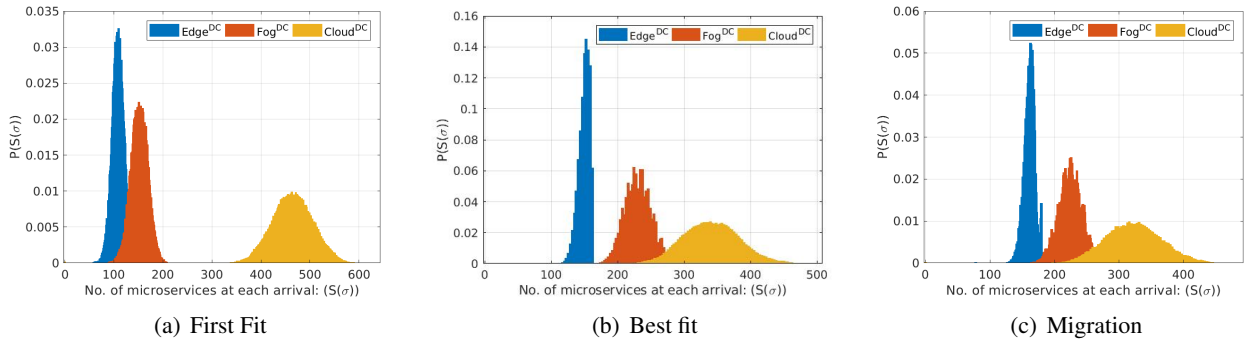 0.035
0.03
0.025
0.02
0.015
0.01
0.005
0
P(S(σ))
Edge^DC Fog^DC Cloud^DC
0 100 200 300 400 500 600
No. of microservices at each arrival: (S(σ))
(a) First Fit
0.16
0.14
0.12
0.1
0.08
0.06
0.04
0.02
0
P(S(σ))
Edge^DC Fog^DC Cloud^DC
0 100 200 300 400 500
No. of microservices at each arrival: (S(σ))
(b) Best fit
0.06
0.05
0.04
0.03
0.02
0.01
0
P(S(σ))
Edge^DC Fog^DC Cloud^DC
0 100 200 300 400
No. of microservices at each arrival: (S(σ))
(c) Migration